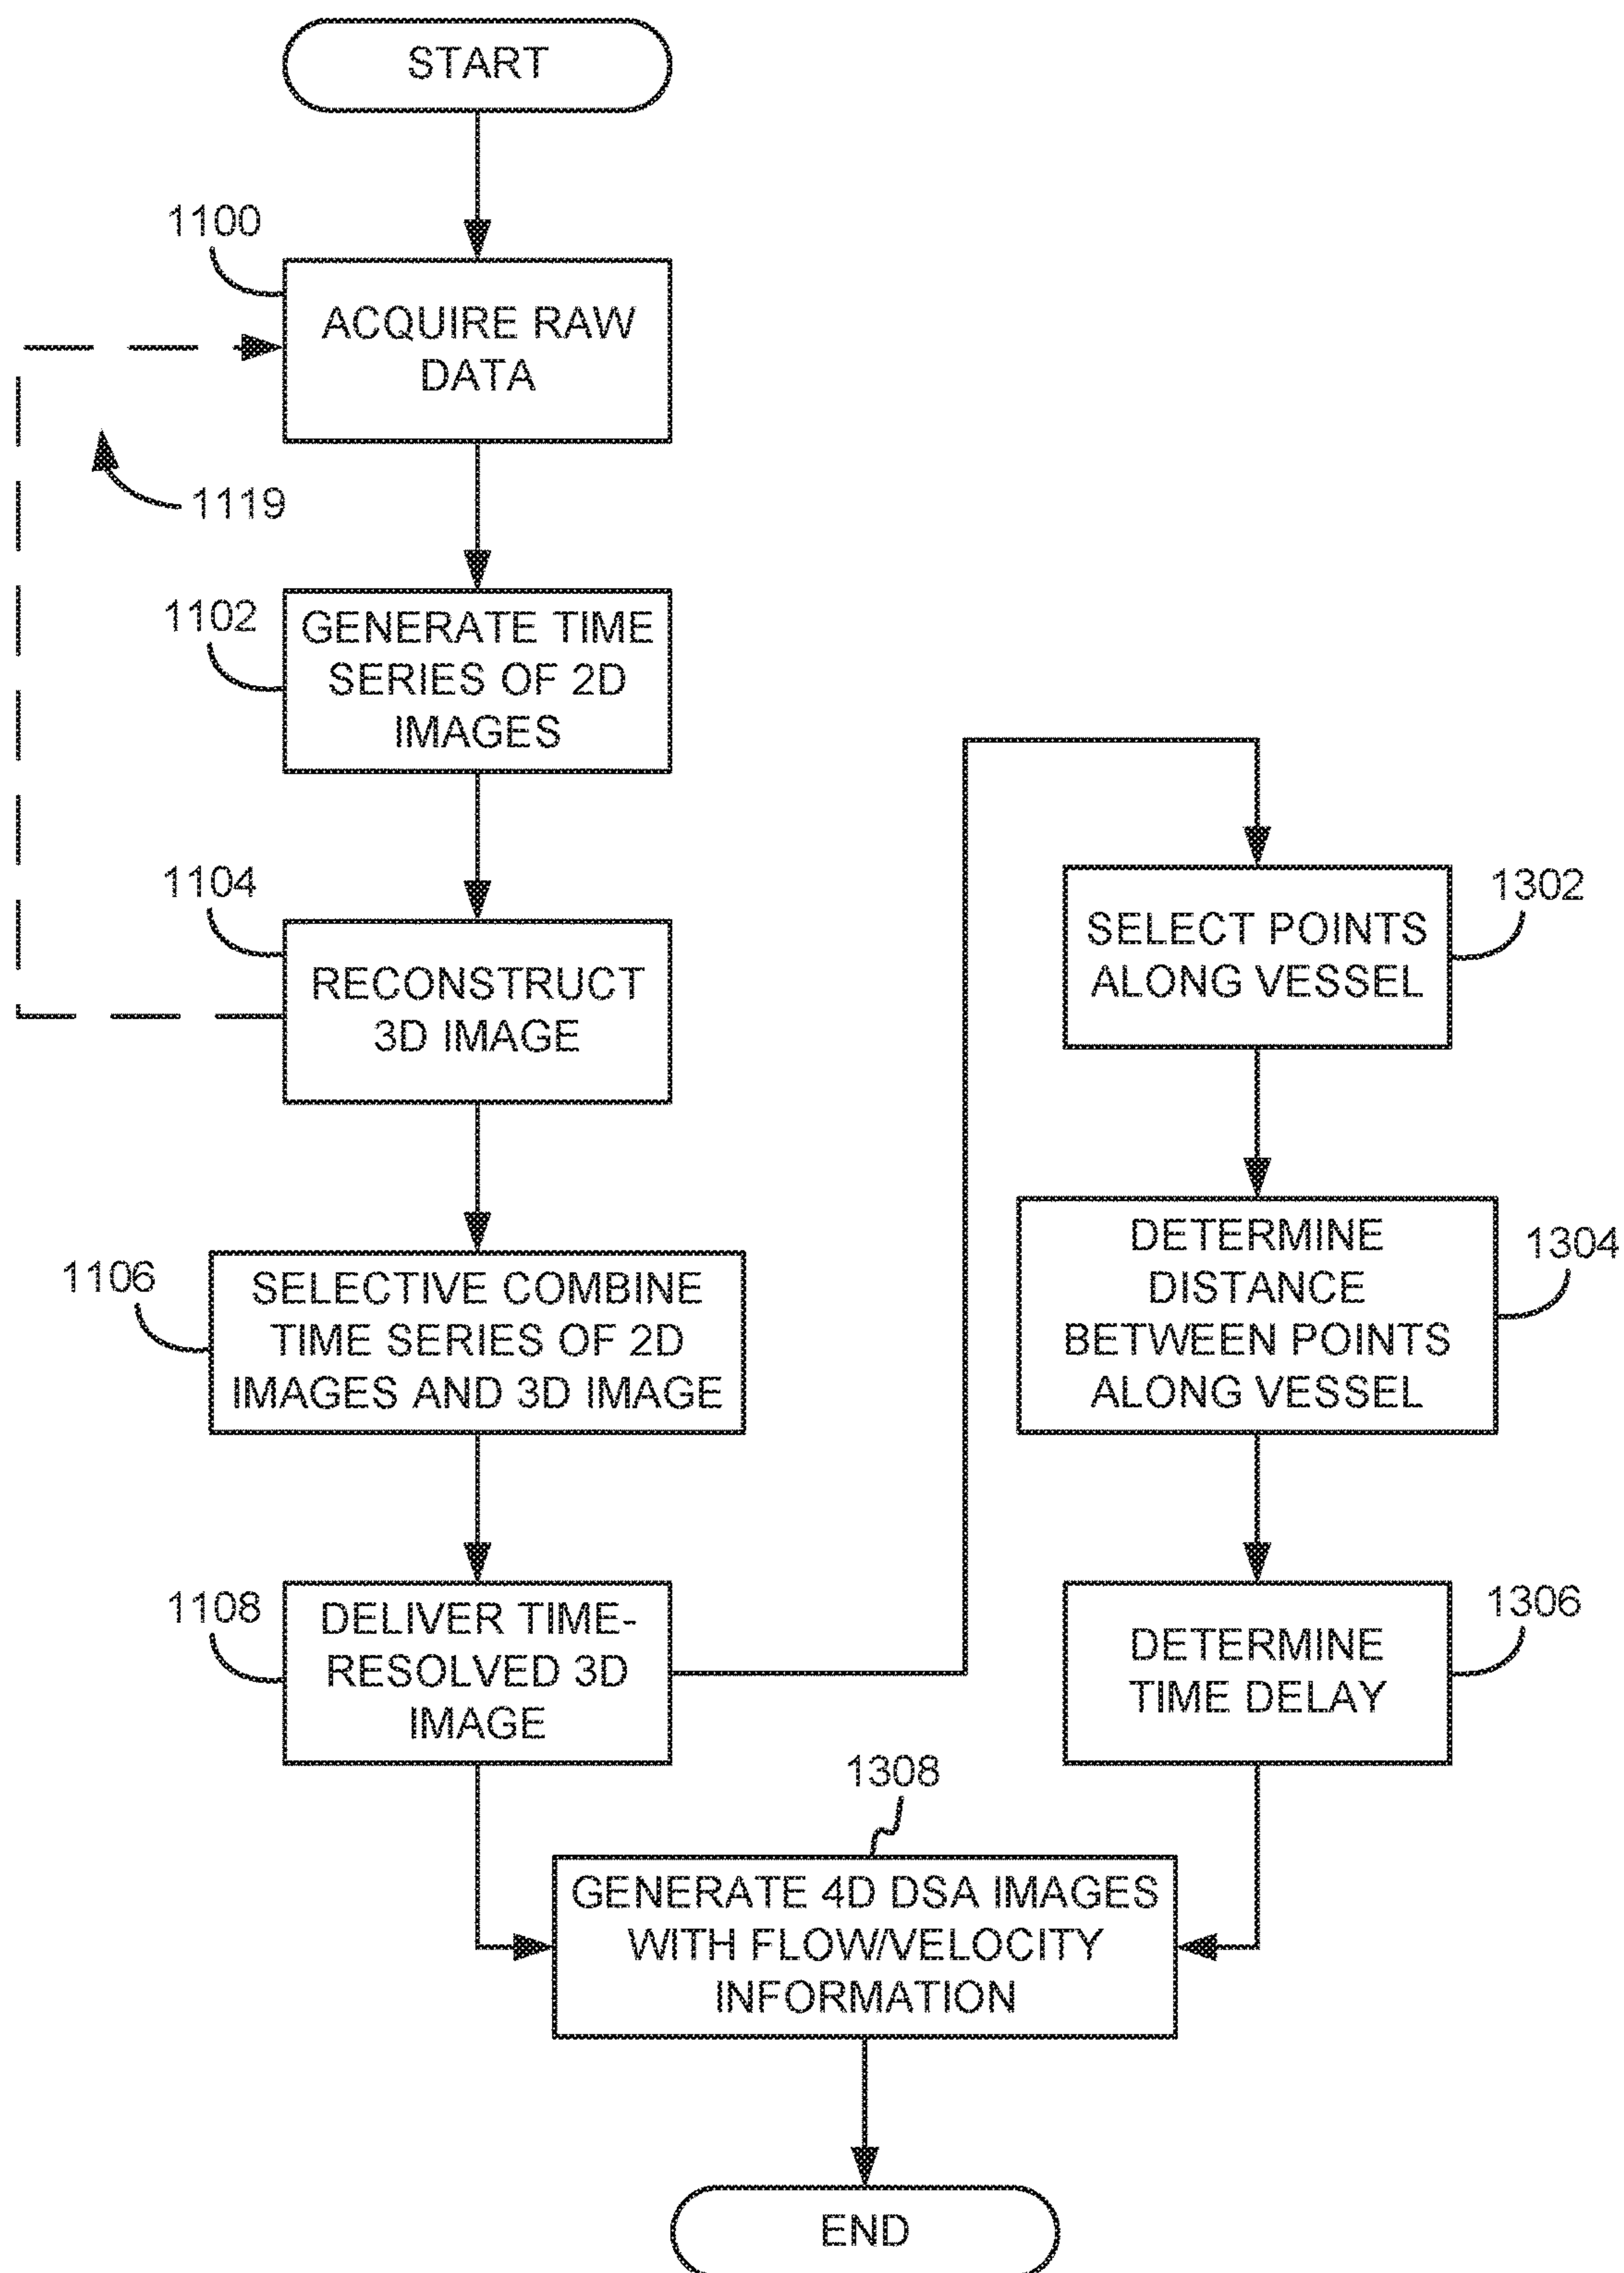 START
1100
ACQUIRE RAW
DATA
1119
1102
GENERATE TIME
SERIES OF 2D
IMAGES
1104
RECONSTRUCT
3D IMAGE
1106
SELECTIVE COMBINE
TIME SERIES OF 2D
IMAGES AND 3D IMAGE
1108
DELIVER TIME-
RESOLVED 3D
IMAGE
1302
SELECT POINTS
ALONG VESSEL
1304
DETERMINE
DISTANCE
BETWEEN POINTS
ALONG VESSEL
1306
DETERMINE
TIME DELAY
1308
GENERATE 4D DSA IMAGES
WITH FLOW/VELOCITY
INFORMATION
END